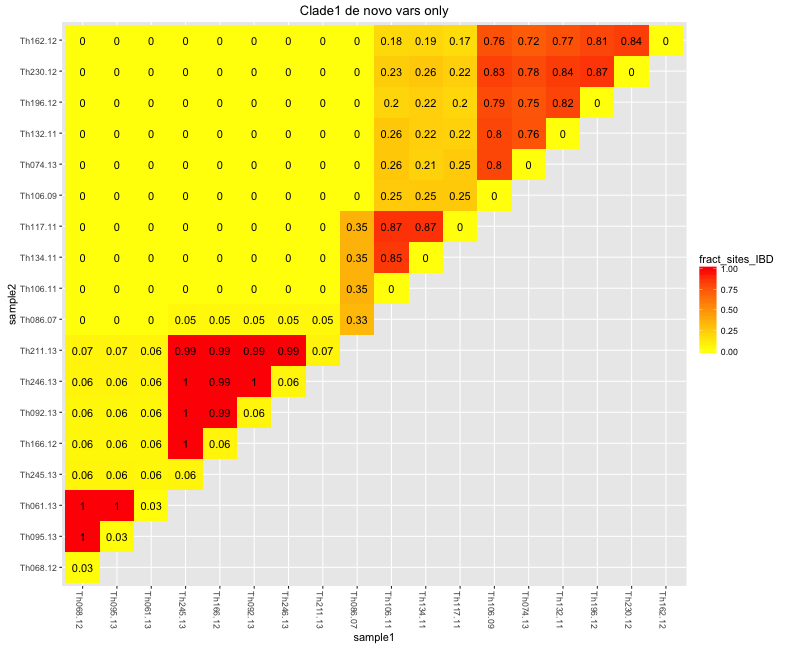 Clade1 de novo vars only
Th162.12 0 0 0 0 0 0 0 0 0 0.18 0.19 0.17 0.76 0.72 0.77 0.81 0.84 0
Th230.12 0 0 0 0 0 0 0 0 0 0.23 0.26 0.22 0.83 0.78 0.84 0.87 0
Th196.12 0 0 0 0 0 0 0 0 0 0.2 0.22 0.2 0.79 0.75 0.82 0
Th132.11 0 0 0 0 0 0 0 0 0 0.26 0.22 0.22 0.8 0.76 0
Th074.13 0 0 0 0 0 0 0 0 0 0.26 0.21 0.25 0.8 0
Th106.09 0 0 0 0 0 0 0 0 0 0.25 0.25 0.25 0
Th117.11 0 0 0 0 0 0 0 0 0.35 0.87 0.87 0
Th134.11 0 0 0 0 0 0 0 0 0.35 0.85 0
Th106.11 0 0 0 0 0 0 0 0 0.35 0
Th086.07 0 0 0 0.05 0.05 0.05 0.05 0.05 0.33
Th211.13 0.07 0.07 0.06 0.99 0.99 0.99 0.99 0.07
Th246.13 0.06 0.06 0.06 1 0.99 1 0.06
Th092.13 0.06 0.06 0.06 1 0.99 0.06
Th166.12 0.06 0.06 0.06 1 0.06
Th245.13 0.06 0.06 0.06 0.06
Th061.13 1 1 0.03
Th095.13 1 0.03
Th068.12 0.03
Th068.12 Th095.13 Th061.13 Th245.13 Th166.12 Th092.13 Th246.13 Th211.13 Th086.07 Th106.11 Th134.11 Th117.11 Th106.09 Th074.13 Th132.11 Th196.12 Th230.12 Th162.12
sample1
sample2
fract_sites_IBD
1.00
0.75
0.50
0.25
0.00